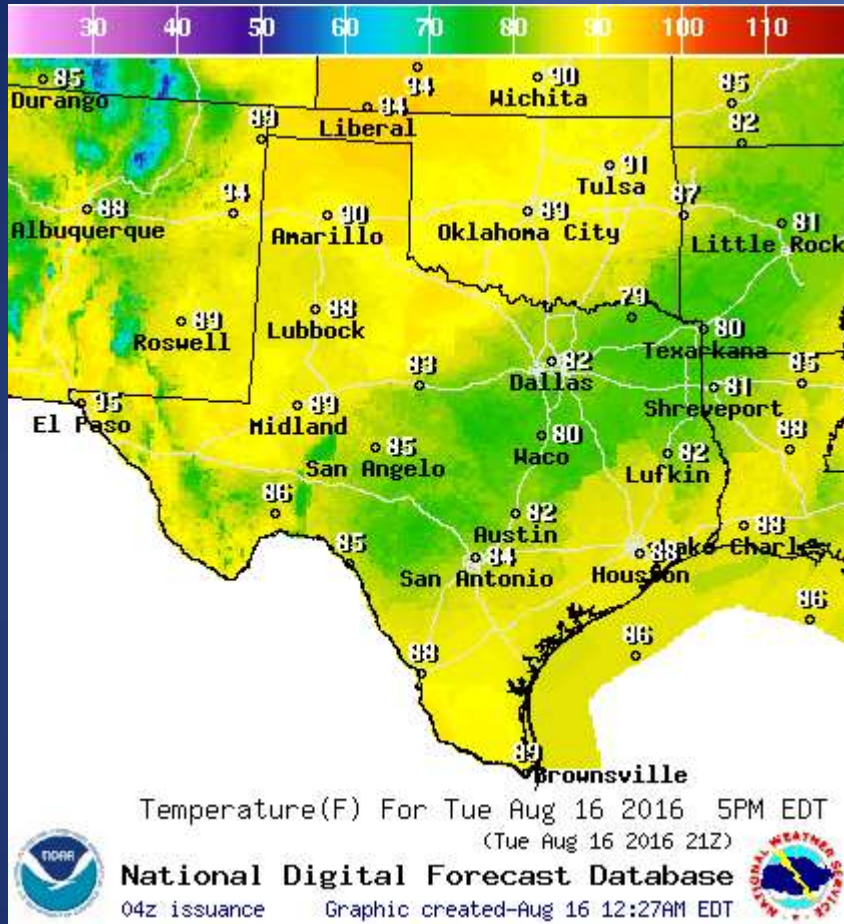 30 40 50 60 70 80 90 100 110
85 94 90 85
Durango Wichita
94
Liberal
89 82
91
Tulsa
88 94 90 89 87 81
Albuquerque Amarillo Oklahoma City Little Rock
89 88 79 80
Roswell Lubbock Texarkana
82 85
Dallas
95 89 83 81
El Paso Midland Shreveport
85 80 82 88
San Angelo Waco Lufkin
86 82 88
Austin Lake Charles
85 84 88
San Antonio Houston
86
88 86
89
Brownsville
Temperature(F) For Tue Aug 16 2016 5PM EDT
(Tue Aug 16 2016 21Z)
National Digital Forecast Database
04z issuance Graphic created-Aug 16 12:27AM EDT
NOAA
NATIONAL WEATHER SERVICE